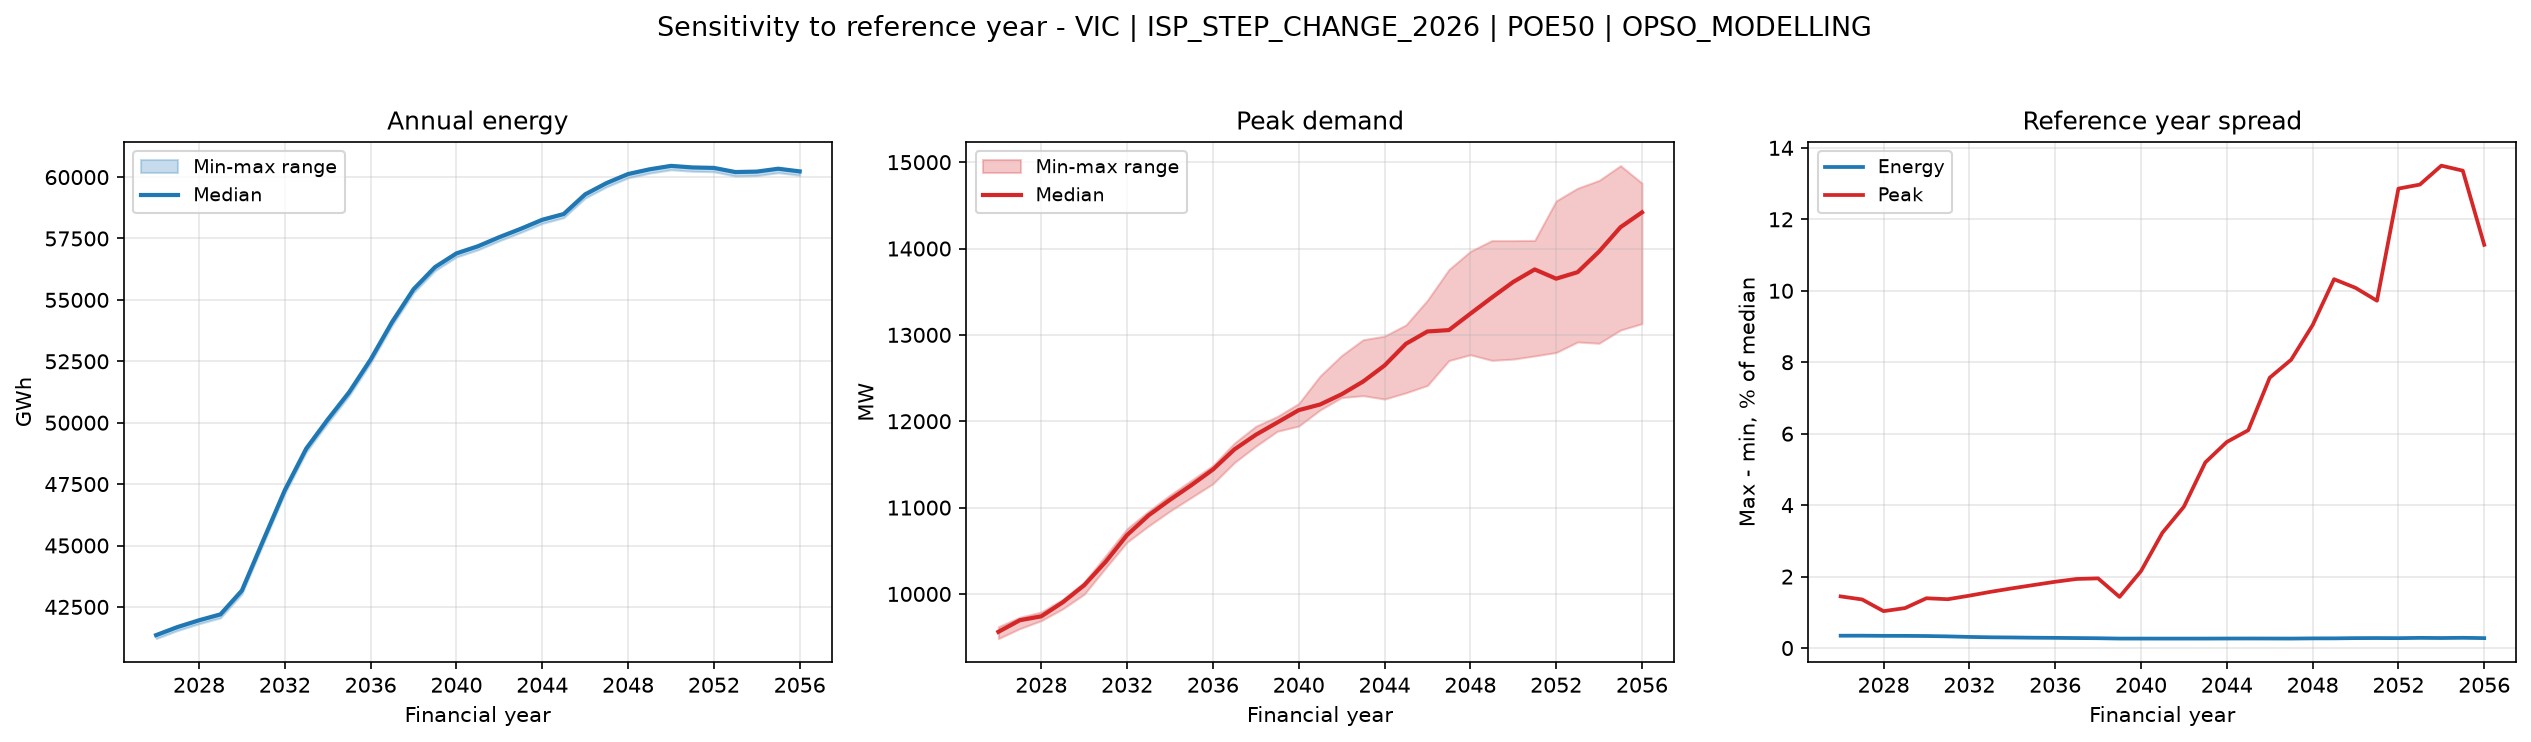 Sensitivity to reference year - VIC | ISP_STEP_CHANGE_2026 | POE50 | OPSO_MODELLING
Annual energy
Min-max range
Median
60000
57500
55000
52500
50000
47500
45000
42500
GWh
2028 2032 2036 2040 2044 2048 2052 2056
Financial year
Peak demand
Min-max range
Median
15000
14000
13000
12000
11000
10000
MW
2028 2032 2036 2040 2044 2048 2052 2056
Financial year
Reference year spread
Energy
Peak
14
12
10
8
6
4
2
0
Max - min, % of median
2028 2032 2036 2040 2044 2048 2052 2056
Financial year